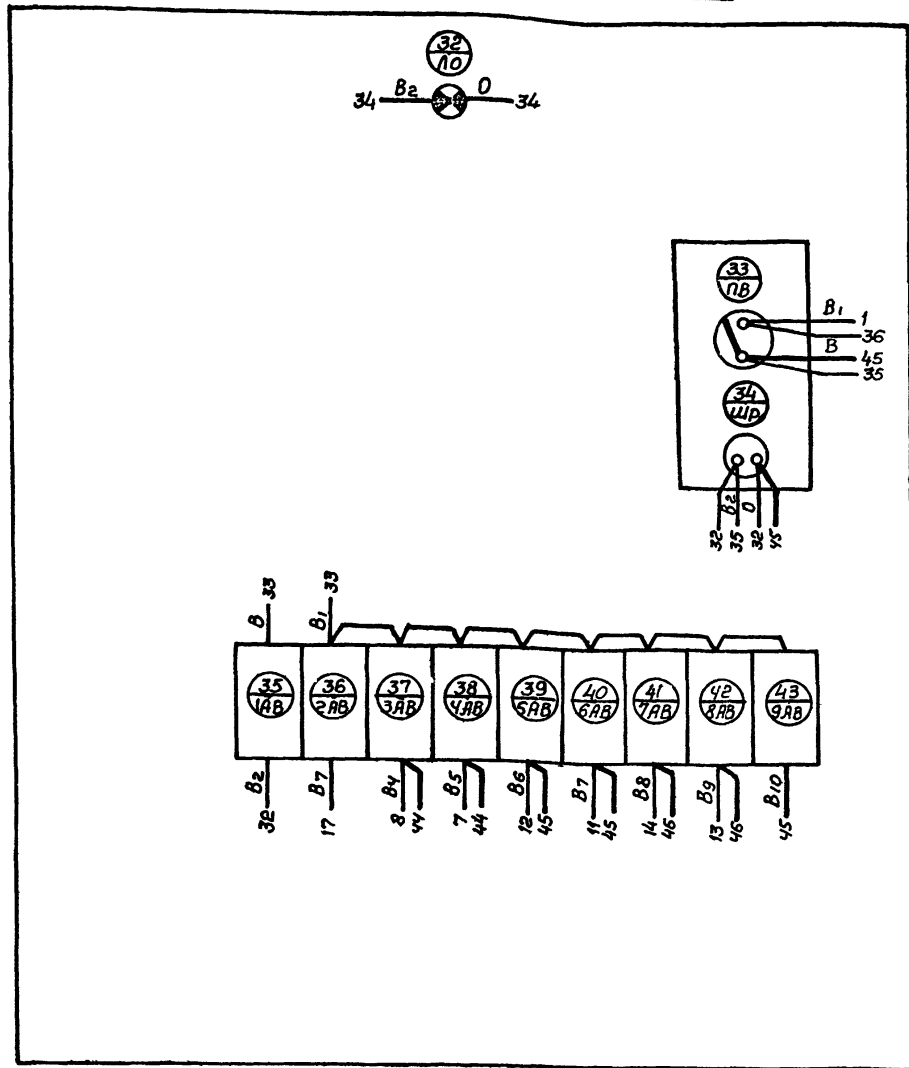 32
ЛО
34 В2 О 34
33
ПВ
В1 1
36
В 45
35
34
ШР
В2 О
32 35 32 45
В 33 В1 33
35 36 37 38 39 40 41 42 43
1АВ 2АВ 3АВ 4АВ 5АВ 6АВ 7АВ 8АВ 9АВ
В2 В7 В4 В5 В6 В7 В8 В9 В10
32 17 8 44 7 44 12 45 11 45 14 46 13 46 45